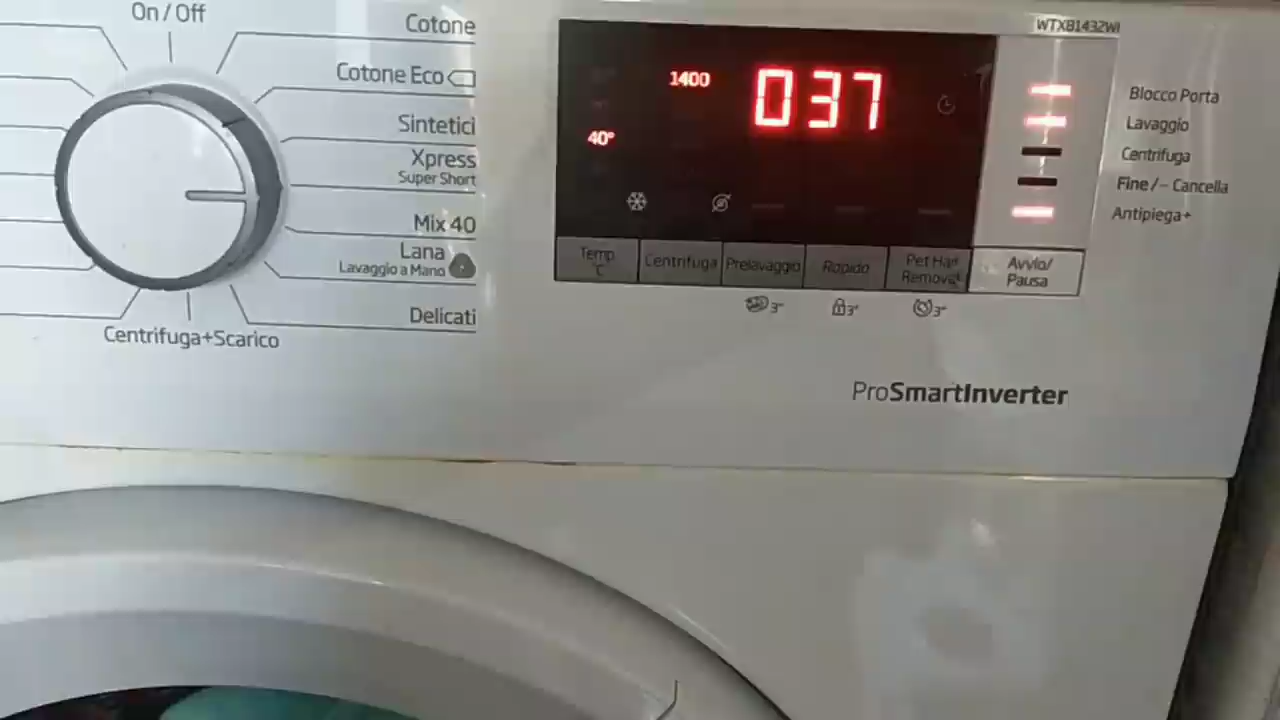 On / Off
Cotone
Cotone Eco
Sintetici
Xpress
Super Short
Mix 40
Lana
Lavaggio a Mano
Delicati
Centrifuga+Scarico
WTXB1432WI
1400
037
40°
Blocco Porta
Lavaggio
Centrifuga
Fine / – Cancella
Antipiega+
Temp
°C
Centrifuga
Prelavaggio
Rapido
Pet Hair
Removal
Avvio/
Pausa
3"
3"
3"
ProSmartInverter